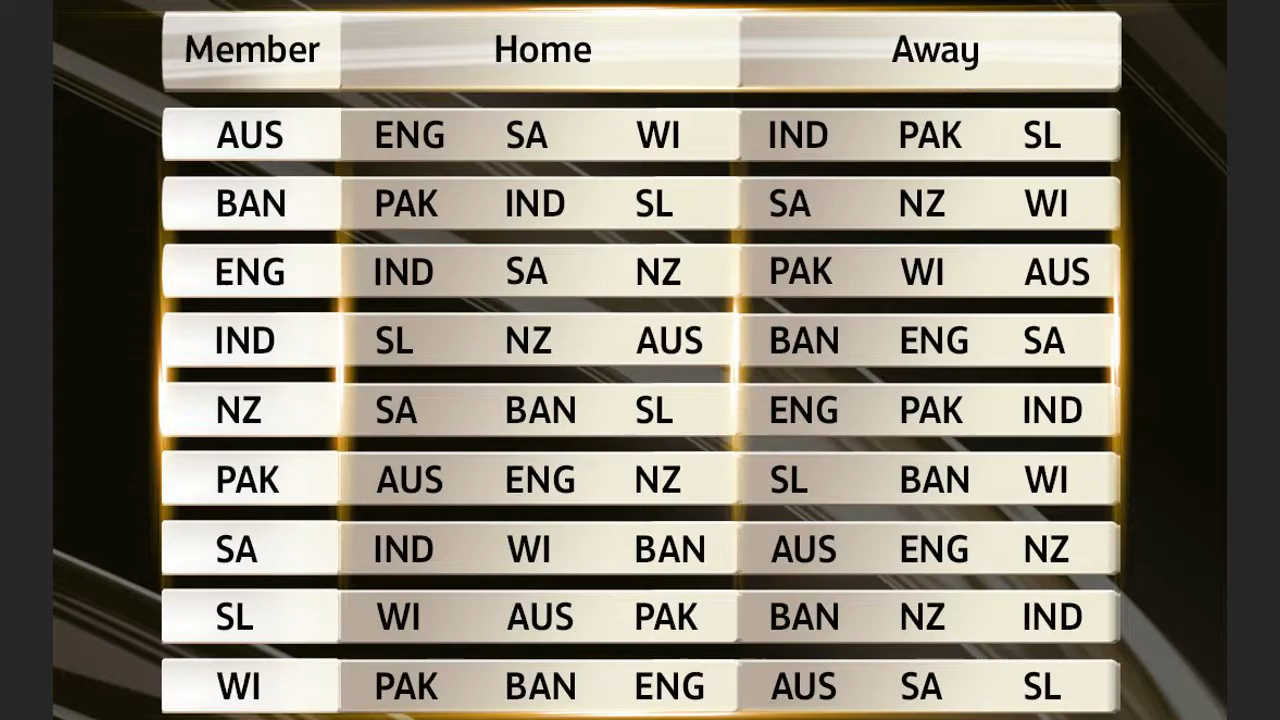 Member Home Away
AUS ENG SA WI IND PAK SL
BAN PAK IND SL SA NZ WI
ENG IND SA NZ PAK WI AUS
IND SL NZ AUS BAN ENG SA
NZ SA BAN SL ENG PAK IND
PAK AUS ENG NZ SL BAN WI
SA IND WI BAN AUS ENG NZ
SL WI AUS PAK BAN NZ IND
WI PAK BAN ENG AUS SA SL